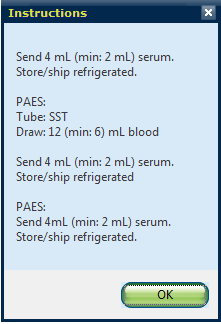 Instructions
Send 4 mL (min: 2 mL) serum.
Store/ship refrigerated.
PAES:
Tube: SST
Draw: 12 (min: 6) mL blood
Send 4 mL (min: 2 mL) serum.
Store/ship refrigerated
PAES:
Send 4mL (min: 2 mL) serum.
Store/ship refrigerated.
OK